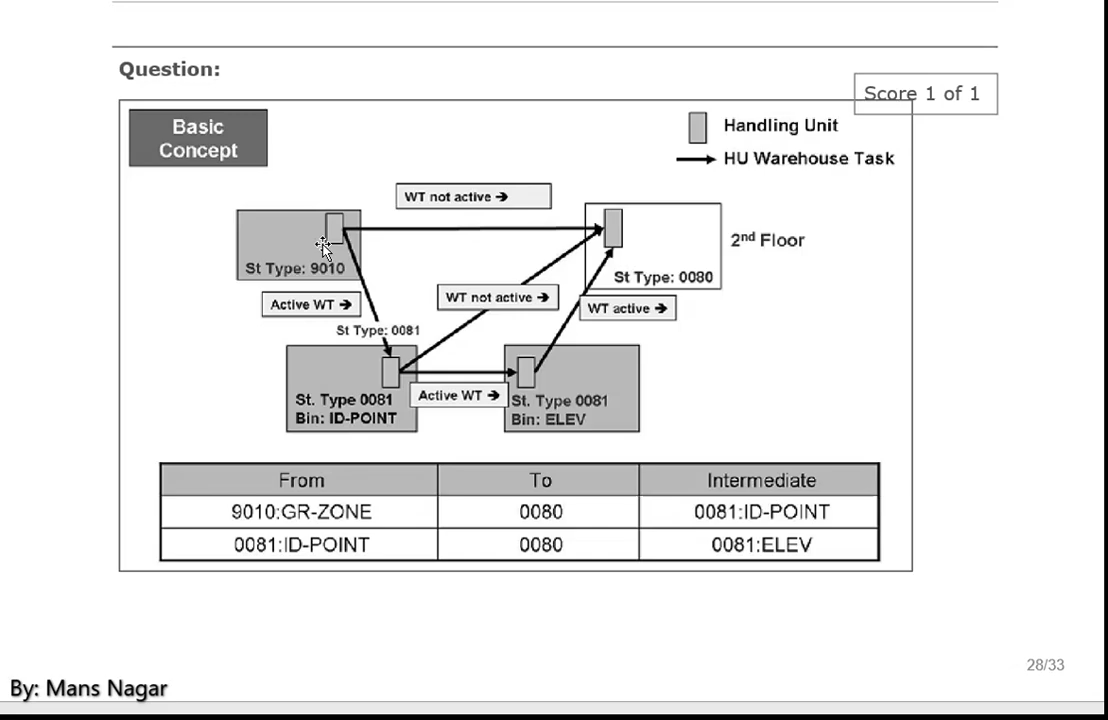 Question:
Score 1 of 1
Basic
Concept
Handling Unit
HU Warehouse Task
WT not active ➔
2nd Floor
St Type: 9010
St Type: 0080
Active WT ➔
WT not active ➔
WT active ➔
St Type: 0081
St. Type 0081
Bin: ID-POINT
Active WT ➔
St. Type 0081
Bin: ELEV
From To Intermediate
9010:GR-ZONE 0080 0081:ID-POINT
0081:ID-POINT 0080 0081:ELEV
28/33
By: Mans Nagar